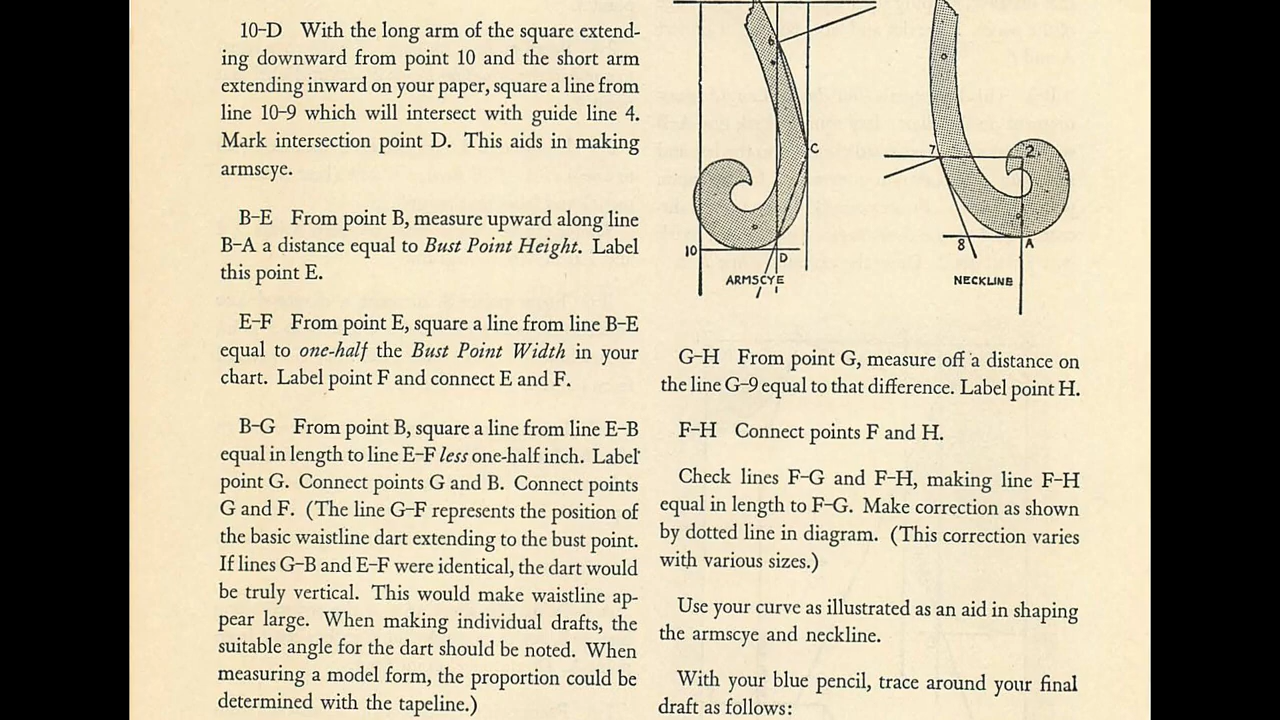 10-D With the long arm of the square extend-
ing downward from point 10 and the short arm
extending inward on your paper, square a line from
line 10-9 which will intersect with guide line 4.
Mark intersection point D. This aids in making
armscye.
B-E From point B, measure upward along line
B-A a distance equal to Bust Point Height. Label
this point E.
E-F From point E, square a line from line B-E
equal to one-half the Bust Point Width in your
chart. Label point F and connect E and F.
B-G From point B, square a line from line E-B
equal in length to line E-F less one-half inch. Label
point G. Connect points G and B. Connect points
G and F. (The line G-F represents the position of
the basic waistline dart extending to the bust point.
If lines G-B and E-F were identical, the dart would
be truly vertical. This would make waistline ap-
pear large. When making individual drafts, the
suitable angle for the dart should be noted. When
measuring a model form, the proportion could be
determined with the tapeline.)
6
C
10
D
ARMSCYE
7
2
8
A
NECKLINE
G-H From point G, measure off a distance on
the line G-9 equal to that difference. Label point H.
F-H Connect points F and H.
Check lines F-G and F-H, making line F-H
equal in length to F-G. Make correction as shown
by dotted line in diagram. (This correction varies
with various sizes.)
Use your curve as illustrated as an aid in shaping
the armscye and neckline.
With your blue pencil, trace around your final
draft as follows: